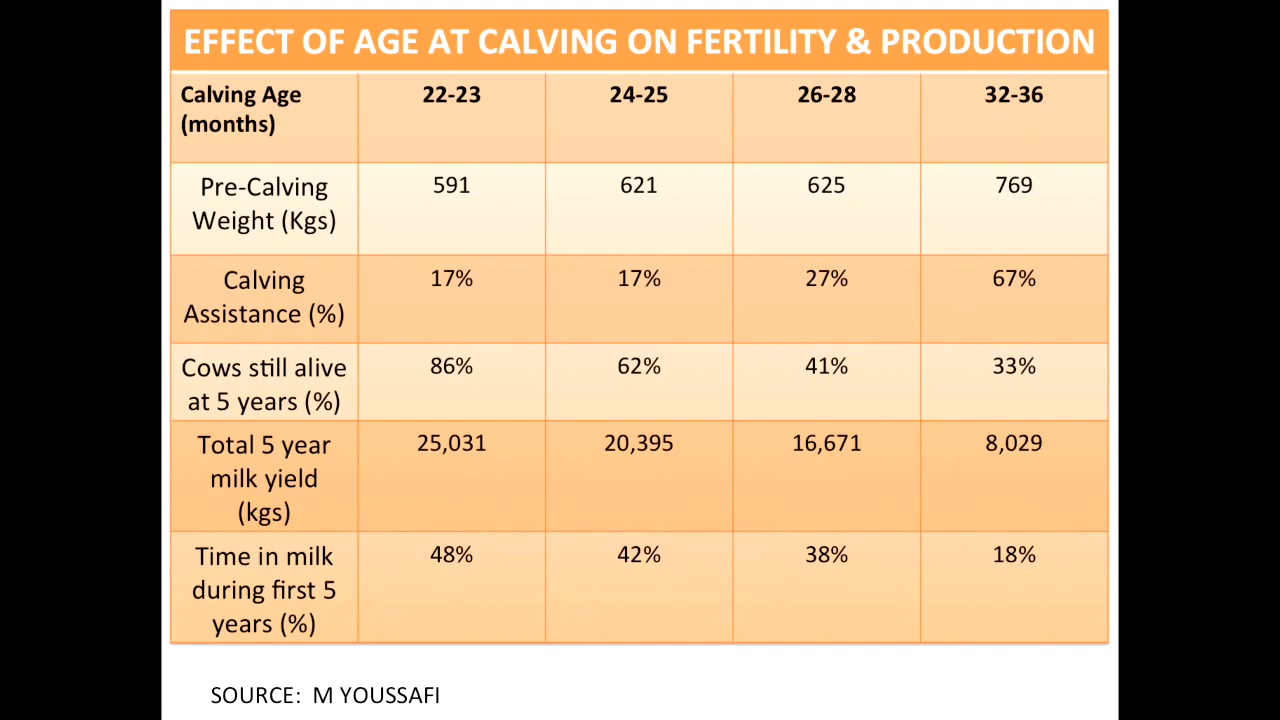 EFFECT OF AGE AT CALVING ON FERTILITY & PRODUCTION
Calving Age 22-23 24-25 26-28 32-36
(months)
Pre-Calving 591 621 625 769
Weight (Kgs)
Calving 17% 17% 27% 67%
Assistance (%)
Cows still alive 86% 62% 41% 33%
at 5 years (%)
Total 5 year 25,031 20,395 16,671 8,029
milk yield
(kgs)
Time in milk 48% 42% 38% 18%
during first 5
years (%)
SOURCE: M YOUSSAFI